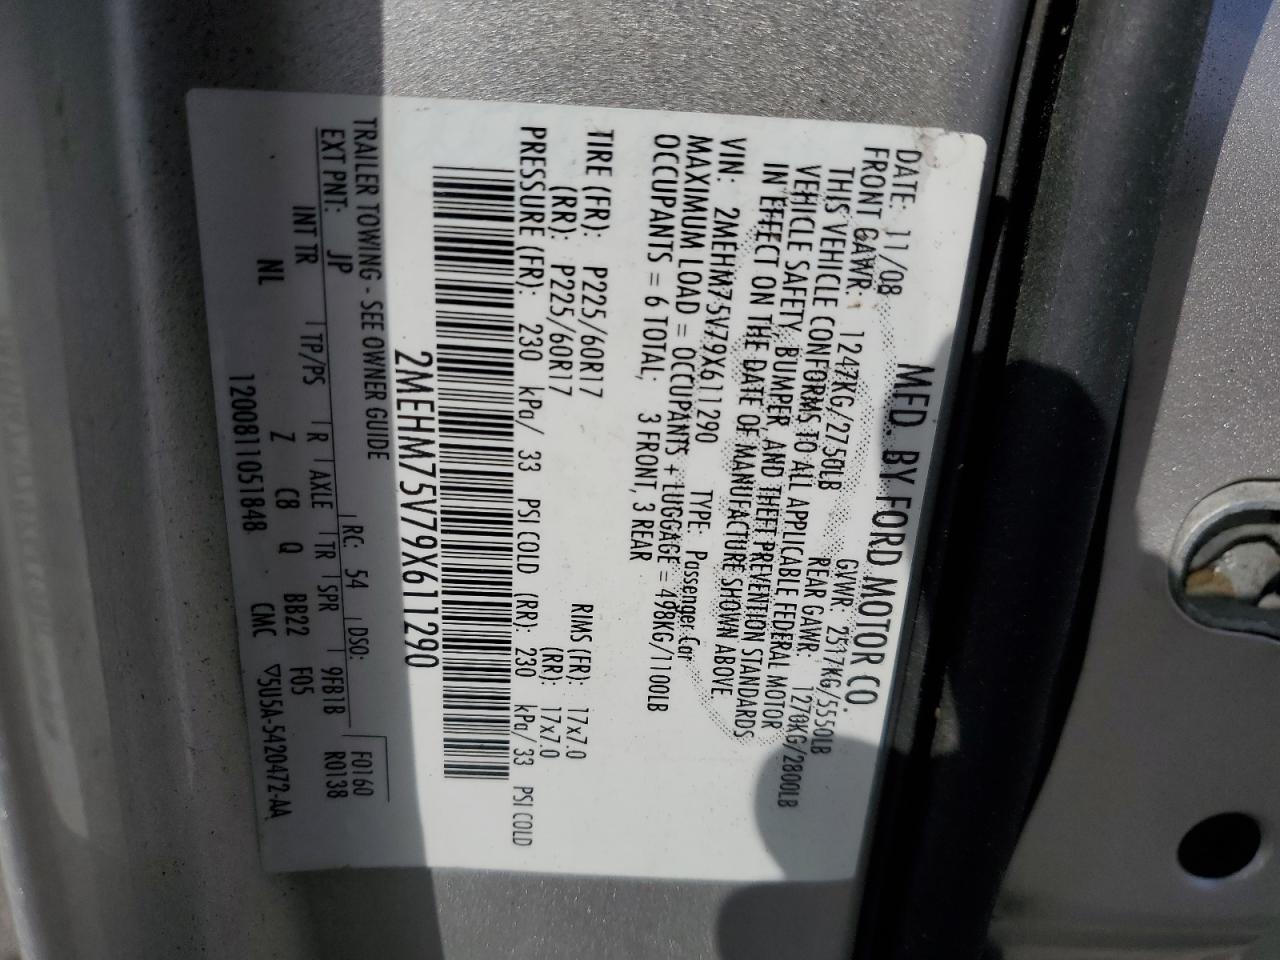 MFD. BY FORD MOTOR CO.
DATE: 11/08 GVWR: 2517KG/5550LB
FRONT GAWR: 1247KG/2750LB REAR GAWR: 1270KG/2800LB
THIS VEHICLE CONFORMS TO ALL APPLICABLE FEDERAL MOTOR
VEHICLE SAFETY, BUMPER, AND THEFT PREVENTION STANDARDS
IN EFFECT ON THE DATE OF MANUFACTURE SHOWN ABOVE.
VIN: 2MEHM75V79X611290 TYPE: Passenger Car
MAXIMUM LOAD = OCCUPANTS + LUGGAGE = 498KG/1100LB
OCCUPANTS = 6 TOTAL, 3 FRONT, 3 REAR
TIRE (FR): P225/60R17 RIMS (FR): 17x7.0
(RR): P225/60R17 (RR): 17x7.0
PRESSURE (FR): 230 kPa/ 33 PSI COLD (RR): 230 kPa/ 33 PSI COLD
2MEHM75V79X611290
TRAILER TOWING - SEE OWNER GUIDE
F0160
EXT PNT: JP RC: 54 DSO: R0138
INT TR TP/PS R AXLE TR SPR 9FB1B
NL Z C8 Q BB22 F05
120081105184B CMC ▽5U5A-5420472-AA